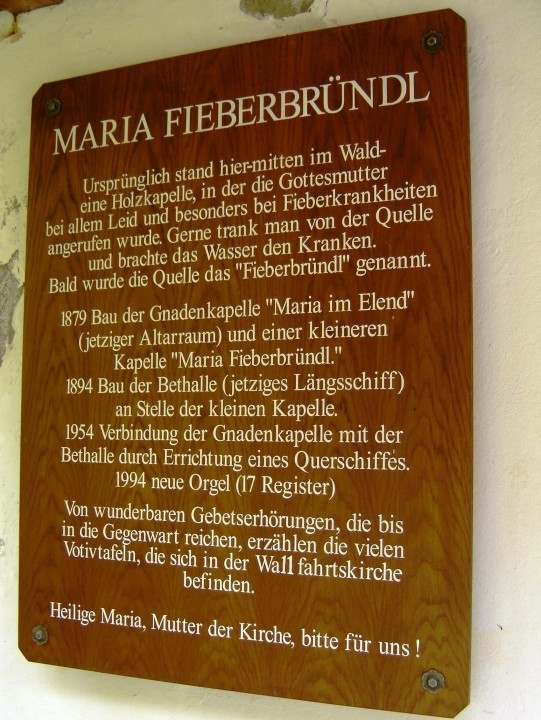 MARIA FIEBERBRÜNDL
Ursprünglich stand hier-mitten im Wald-
eine Holzkapelle, in der die Gottesmutter
bei allem Leid und besonders bei Fieberkrankheiten
angerufen wurde. Gerne trank man von der Quelle
und brachte das Wasser den Kranken.
Bald wurde die Quelle das "Fieberbründl" genannt.
1879 Bau der Gnadenkapelle "Maria im Elend"
(jetziger Altarraum) und einer kleineren
Kapelle "Maria Fieberbründl."
1894 Bau der Bethalle (jetziges Längsschiff)
an Stelle der kleinen Kapelle.
1954 Verbindung der Gnadenkapelle mit der
Bethalle durch Errichtung eines Querschiffes.
1994 neue Orgel (17 Register)
Von wunderbaren Gebetserhörungen, die bis
in die Gegenwart reichen, erzählen die vielen
Votivtafeln, die sich in der Wallfahrtskirche
befinden.
Heilige Maria, Mutter der Kirche, bitte für uns !